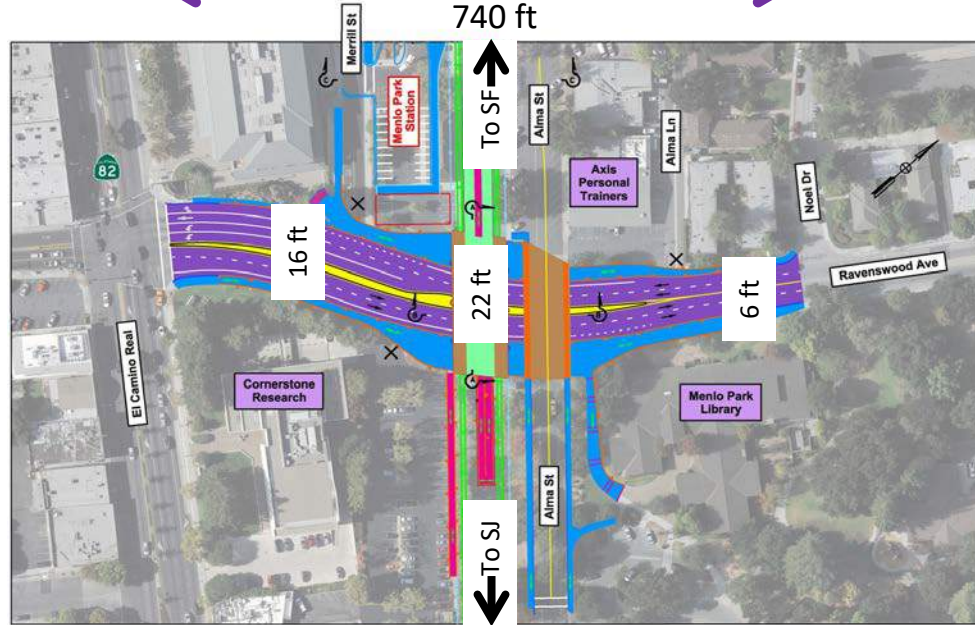 740 ft
Merrill St
Menlo Park
Station
To SF
Alma St
Alma Ln
Axis
Personal
Trainers
Noel Dr
82
16 ft
22 ft
6 ft
Ravenswood Ave
El Camino Real
Cornerstone
Research
Menlo Park
Library
Alma St
To SJ